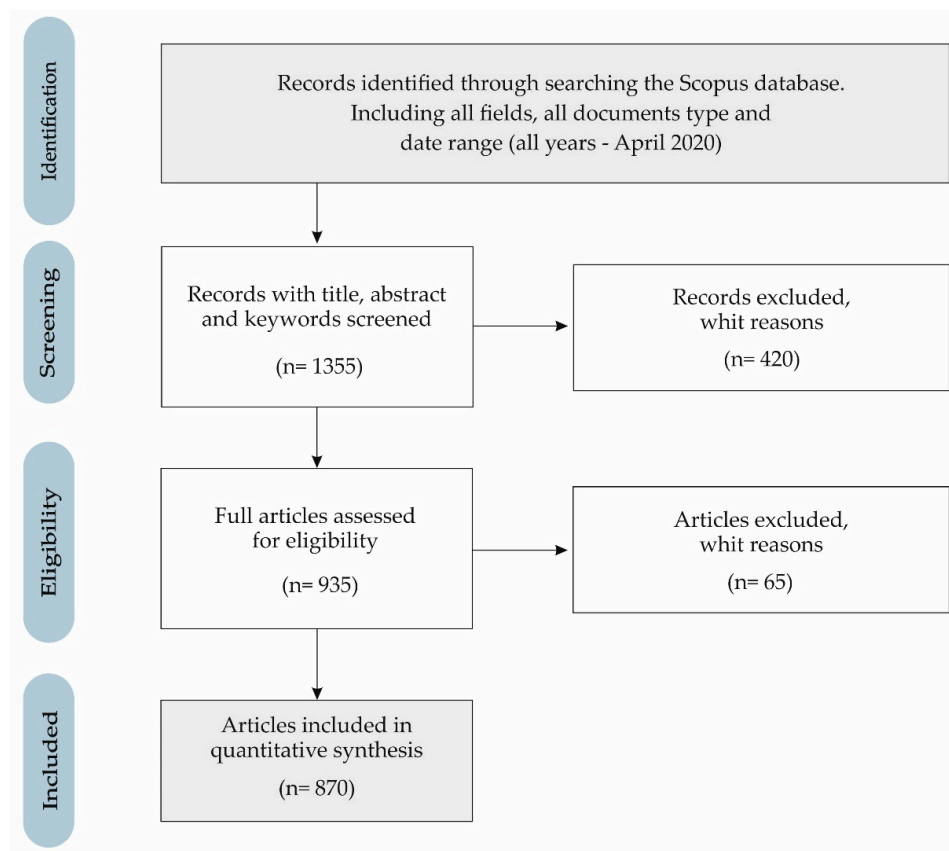 Identification
Records identified through searching the Scopus database.
Including all fields, all documents type and
date range (all years - April 2020)
Screening
Records with title, abstract
and keywords screened
(n= 1355)
Records excluded,
whit reasons
(n= 420)
Eligibility
Full articles assessed
for eligibility
(n= 935)
Articles excluded,
whit reasons
(n= 65)
Included
Articles included in
quantitative synthesis
(n= 870)